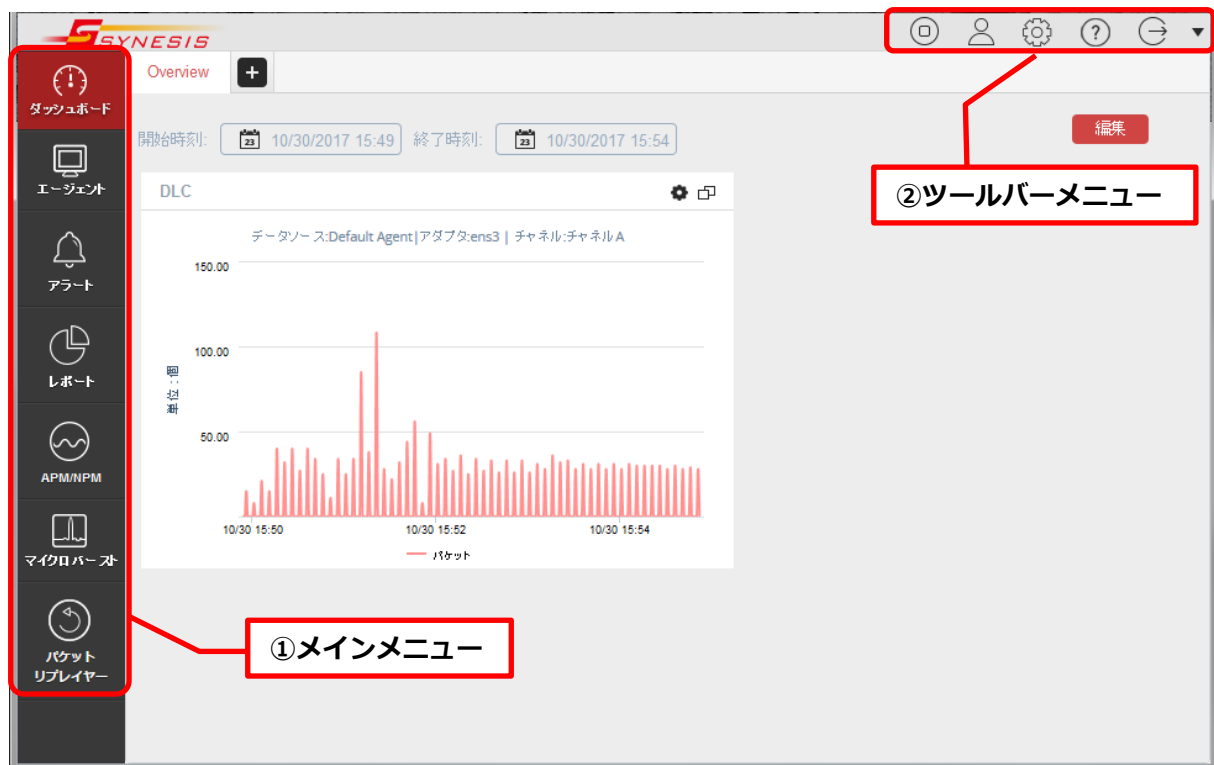 SYNESIS
ダッシュボード
エージェント
アラート
レポート
APM/NPM
マイクロバースト
パケット
リプレイヤー
Overview
+
?
開始時刻:
23
10/30/2017 15:49
終了時刻:
23
10/30/2017 15:54
編集
②ツールバーメニュー
DLC
データソース:Default Agent|アダプタ:ens3 | チャネル:チャネルA
150.00
100.00
50.00
単位:個
10/30 15:50
10/30 15:52
10/30 15:54
パケット
①メインメニュー